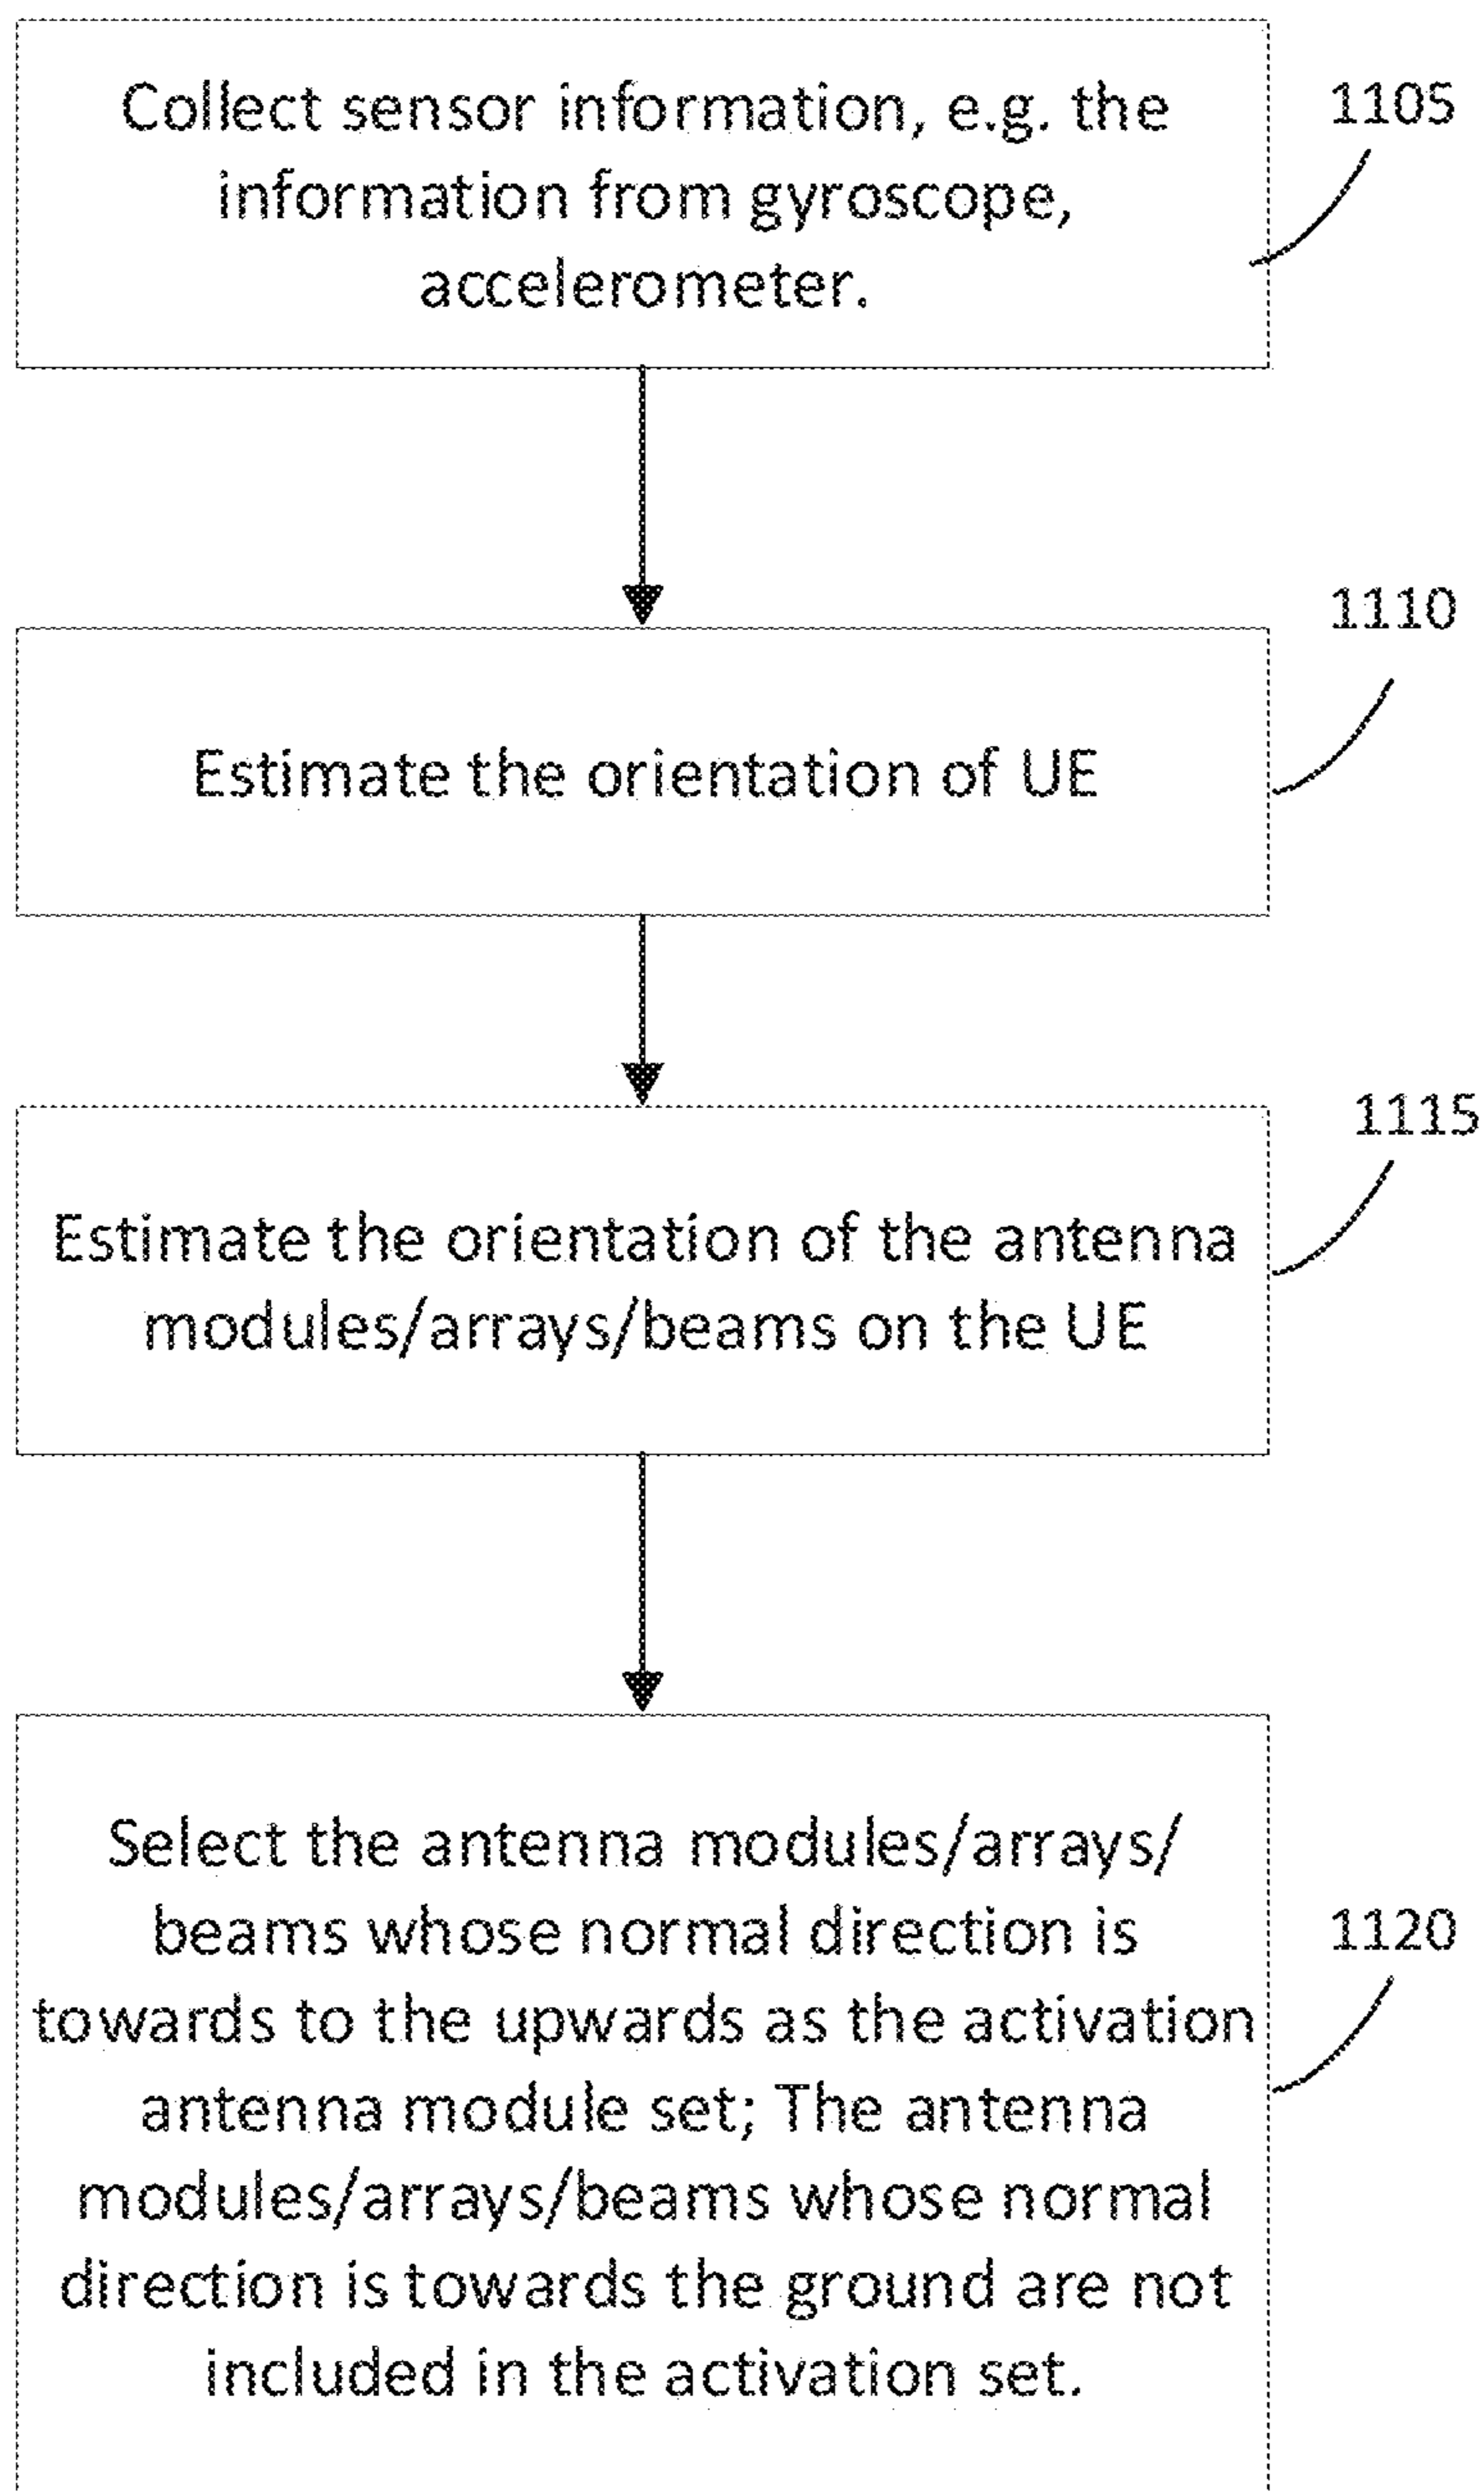 Collect sensor information, e.g. the
information from gyroscope,
accelerometer.
1105
Estimate the orientation of UE
1110
Estimate the orientation of the antenna
modules/arrays/beams on the UE
1115
Select the antenna modules/arrays/
beams whose normal direction is
towards to the upwards as the activation
antenna module set; The antenna
modules/arrays/beams whose normal
direction is towards the ground are not
included in the activation set.
1120